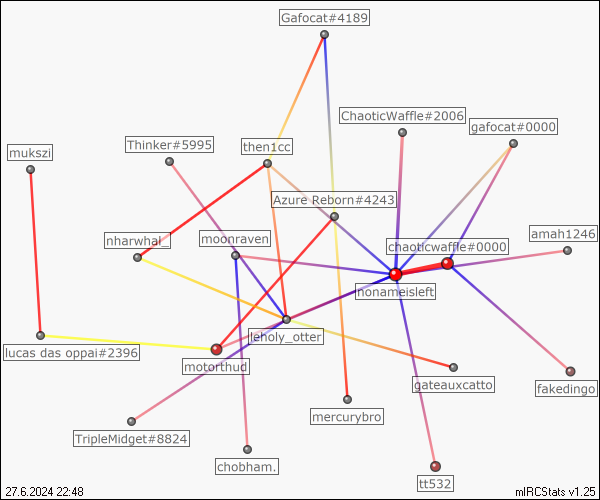 Gafocat#4189
ChaoticWaffle#2006
gafocat#0000
Thinker#5995
then1cc
mukszi
Azure Reborn#4243
amah1246
nharwhal_
moonraven
chaoticwaffle#0000
nonameisleft
leholy_otter
lucas das oppai#2396
motorthud
gateauxcatto
fakedingo
mercurybro
TripleMidget#8824
chobham.
tt532
27.6.2024 22:48
mIRCStats v1.25